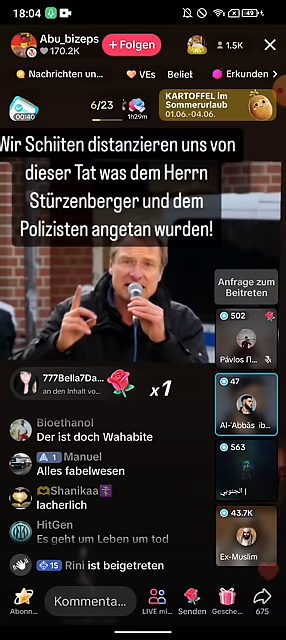 18:04
49
Abu_bizeps
170.2K
+ Folgen
1.5K
Nachrichten un...
VEs
Beliebt
Erkunden
00:40
6/23
1h29m
KARTOFFEL im
Sommerurlaub
01.06.-04.06.
Wir Schiiten distanzieren uns von
dieser Tat was dem Herrn
Stürzenberger und dem
Polizisten angetan wurden!
Anfrage zum
Beitreten
502
Pávlos Π...
777Bella7Da...
an den Inhalt vo...
x1
47
Al-'Abbās ib...
Bioethanol
Der ist doch Wahabite
1 Manuel
Alles fabelwesen
563
الجنوبي ا
Shanikaa
lacherlich
HitGen
Es geht um Leben um tod
43.7K
Ex-Muslim
15 Rini ist beigetreten
Abonn...
Kommenta...
LIVE mi...
Senden
Gesche...
675